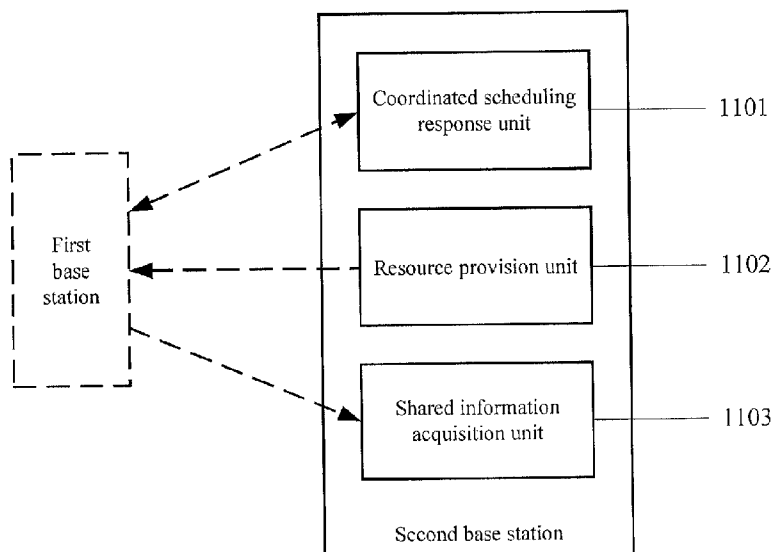 Coordinated scheduling
response unit
1101
First
base
station
Resource provision unit
1102
Shared information
acquisition unit
1103
Second base station